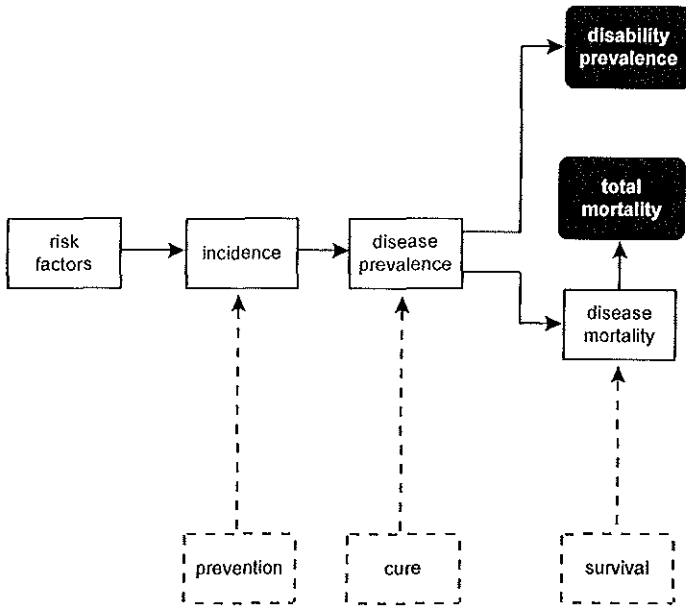 disability
prevalence
total
mortality
risk
factors
incidence
disease
prevalence
disease
mortality
prevention
cure
survival